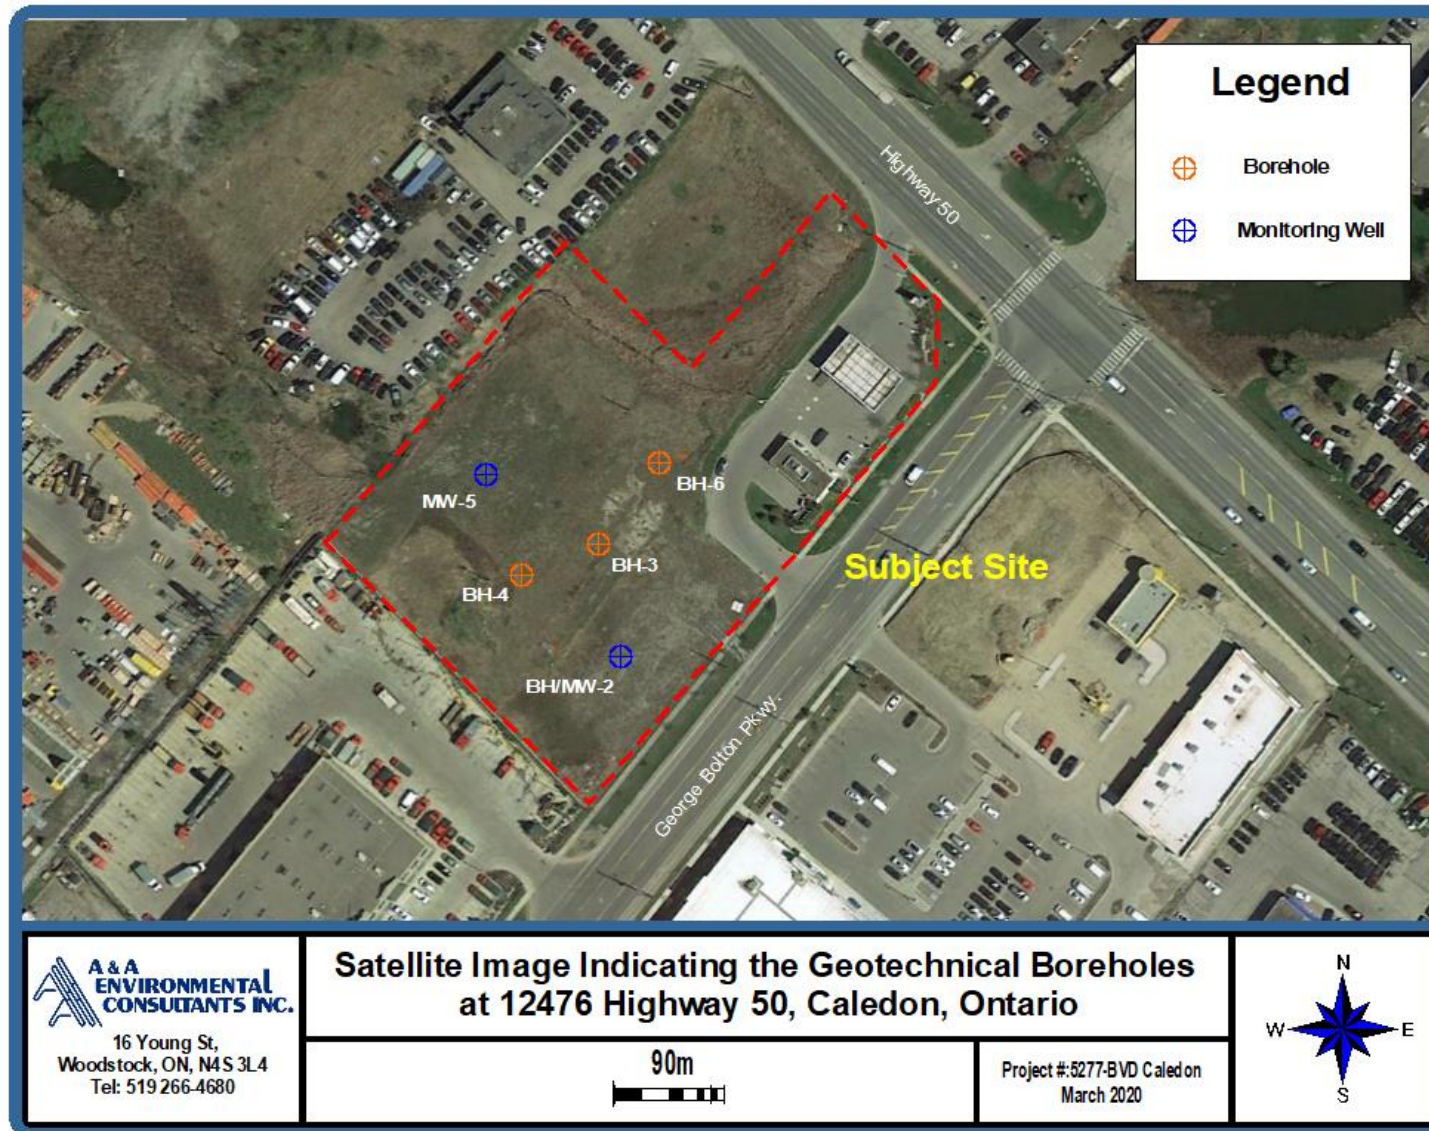 Legend
Borehole
Monitoring Well
Highway 50
MW-5
BH-6
BH-3
BH-4
BH/MW-2
Subject Site
George Bolton Pkwy.
A & A
ENVIRONMENTAL
CONSULTANTS INC.
16 Young St,
Woodstock, ON, N4S 3L4
Tel: 519 266-4680
Satellite Image Indicating the Geotechnical Boreholes
at 12476 Highway 50, Caledon, Ontario
90m
Project #:5277-BVD Caledon
March 2020
N
W
E
S